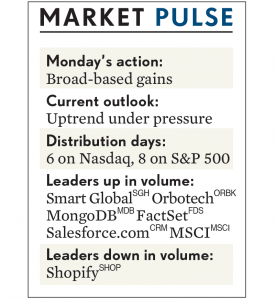 MARKET PULSE
Monday's action:
Broad-based gains
Current outlook:
Uptrend under pressure
Distribution days:
6 on Nasdaq, 8 on S&P 500
Leaders up in volume:
Smart Global SGH Orbotech ORBK
MongoDB MDB FactSet FDS
Salesforce.com CRM MSCI MSCI
Leaders down in volume:
Shopify SHOP